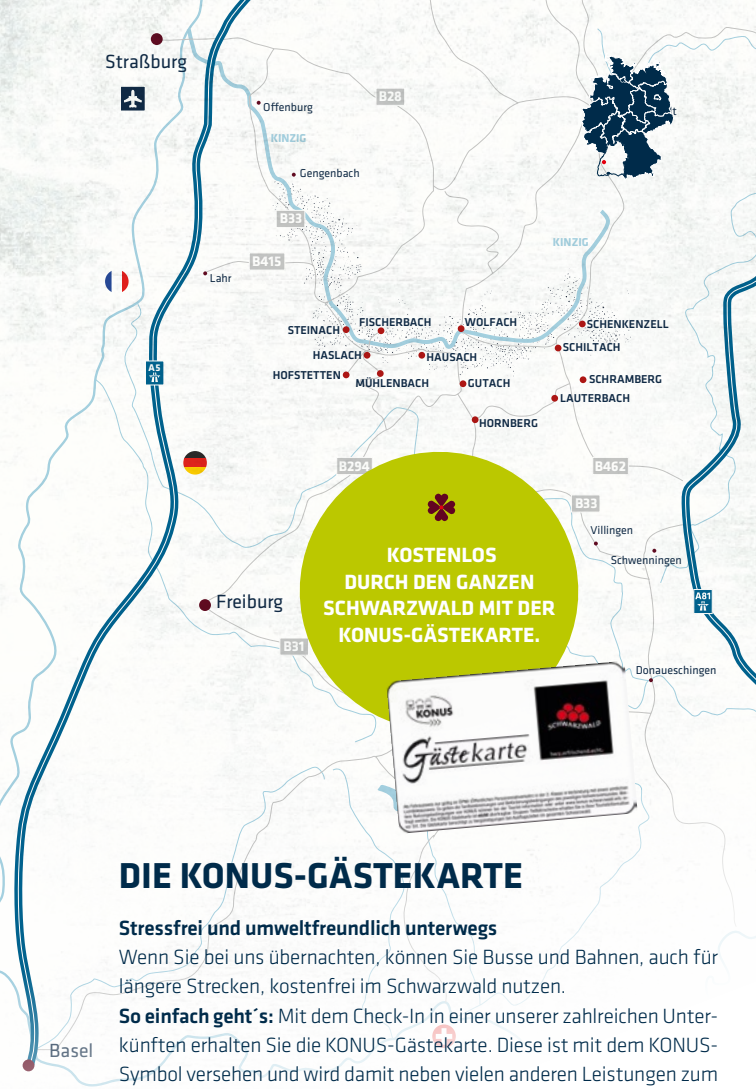 Straßburg
Offenburg
B28
KINZIG
Gengenbach
B33
KINZIG
B415
Lahr
STEINACH
FISCHERBACH
WOLFACH
SCHENKENZELL
HASLACH
HAUSACH
SCHILTACH
HOFSTETTEN
MÜHLENBACH
GUTACH
SCHRAMBERG
LAUTERBACH
HORNBERG
A5
B294
B462
B33
Villingen
Schwenningen
KOSTENLOS
DURCH DEN GANZEN
SCHWARZWALD MIT DER
KONUS-GÄSTEKARTE.
Freiburg
A81
B31
Donaueschingen
KONUS
SCHWARZWALD
Gästekarte
DIE KONUS-GÄSTEKARTE
Stressfrei und umweltfreundlich unterwegs
Wenn Sie bei uns übernachten, können Sie Busse und Bahnen, auch für
längere Strecken, kostenfrei im Schwarzwald nutzen.
So einfach geht´s: Mit dem Check-In in einer unserer zahlreichen Unter-
künften erhalten Sie die KONUS-Gästekarte. Diese ist mit dem KONUS-
Symbol versehen und wird damit neben vielen anderen Leistungen zum
Basel